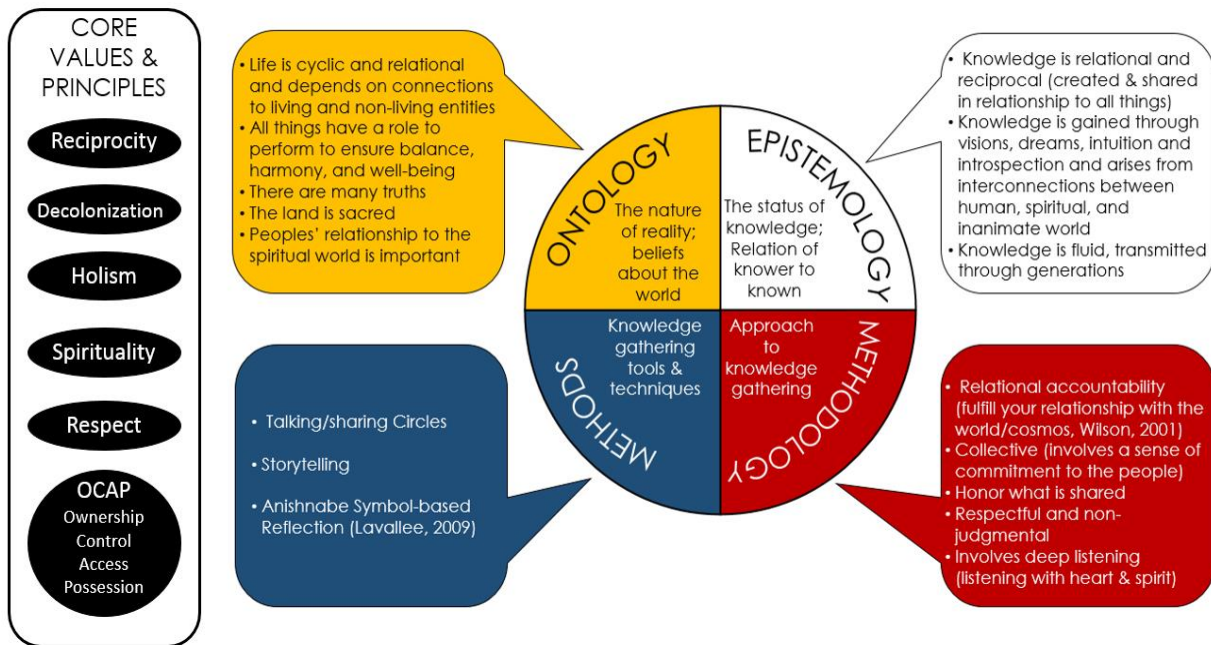 CORE
VALUES &
PRINCIPLES
Reciprocity
Decolonization
Holism
Spirituality
Respect
OCAP
Ownership
Control
Access
Possession
• Life is cyclic and relational
and depends on connections
to living and non-living entities
• All things have a role to
perform to ensure balance,
harmony, and well-being
• There are many truths
• The land is sacred
• Peoples' relationship to the
spiritual world is important
ONTOLOGY
The nature
of reality;
beliefs
about the
world
EPISTEMOLOGY
The status of
knowledge;
Relation of
knower to
known
• Knowledge is relational and
reciprocal (created & shared
in relationship to all things)
• Knowledge is gained through
visions, dreams, intuition and
introspection and arises from
interconnections between
human, spiritual, and
inanimate world
• Knowledge is fluid, transmitted
through generations
• Talking/sharing Circles
• Storytelling
• Anishnabe Symbol-based
Reflection (Lavallee, 2009)
METHODS
Knowledge
gathering
tools &
techniques
METHODOLOGY
Approach
to
knowledge
gathering
• Relational accountability
(fulfill your relationship with the
world/cosmos, Wilson, 2001)
• Collective (involves a sense of
commitment to the people)
• Honor what is shared
• Respectful and non-
judgmental
• Involves deep listening
(listening with heart & spirit)